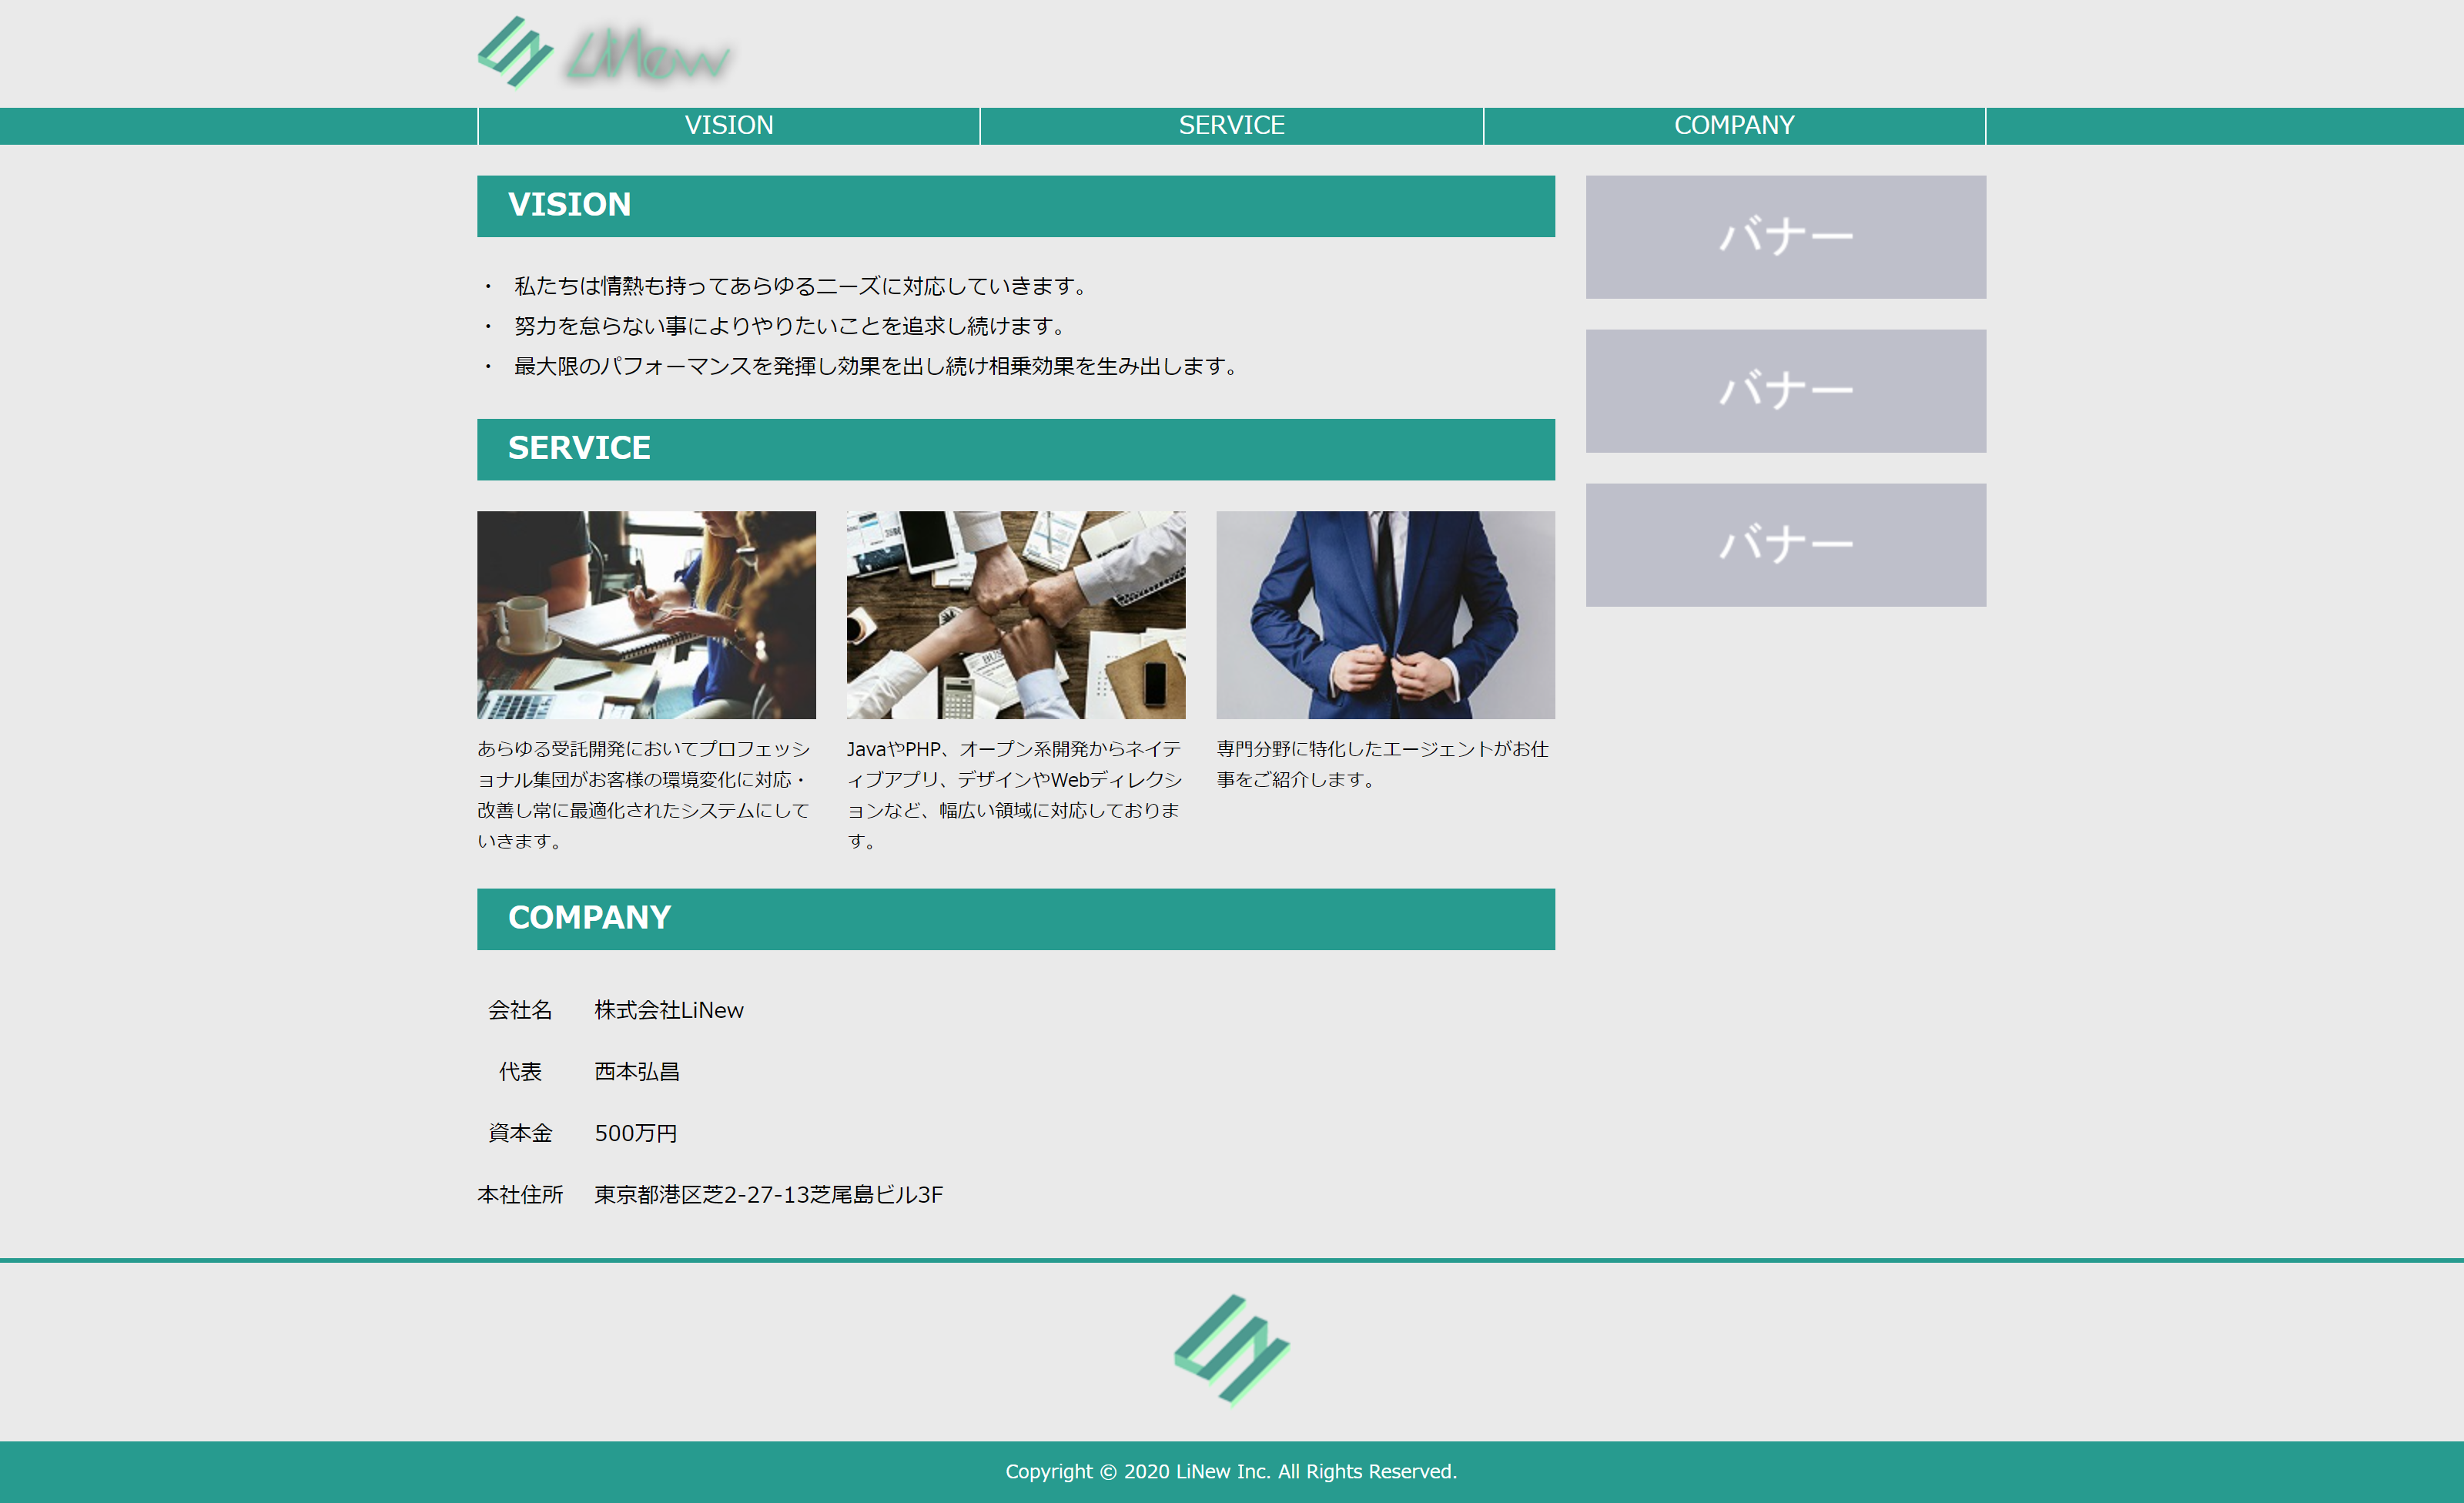 LiNew
VISION
SERVICE
COMPANY
VISION
・ 私たちは情熱も持ってあらゆるニーズに対応していきます。
・ 努力を怠らない事によりやりたいことを追求し続けます。
・ 最大限のパフォーマンスを発揮し効果を出し続け相乗効果を生み出します。
SERVICE
あらゆる受託開発においてプロフェッシ
ョナル集団がお客様の環境変化に対応・
改善し常に最適化されたシステムにして
いきます。
JavaやPHP、オープン系開発からネイテ
ィブアプリ、デザインやWebディレクシ
ョンなど、幅広い領域に対応しておりま
す。
専門分野に特化したエージェントがお仕
事をご紹介します。
COMPANY
会社名 株式会社LiNew
代表 西本弘昌
資本金 500万円
本社住所 東京都港区芝2-27-13芝尾島ビル3F
バナー
バナー
バナー
Copyright © 2020 LiNew Inc. All Rights Reserved.